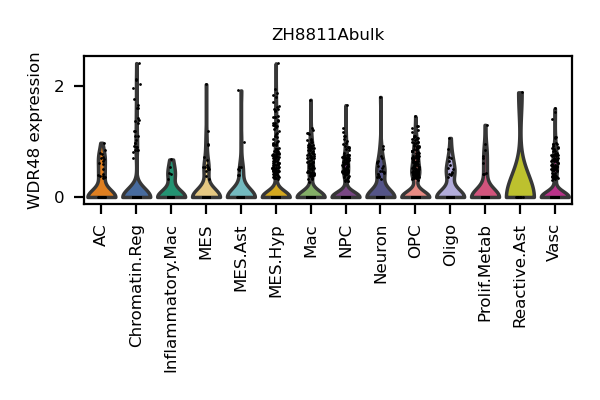 ZH8811Abulk
WDR48 expression
2
0
AC
Chromatin.Reg
Inflammatory.Mac
MES
MES.Ast
MES.Hyp
Mac
NPC
Neuron
OPC
Oligo
Prolif.Metab
Reactive.Ast
Vasc